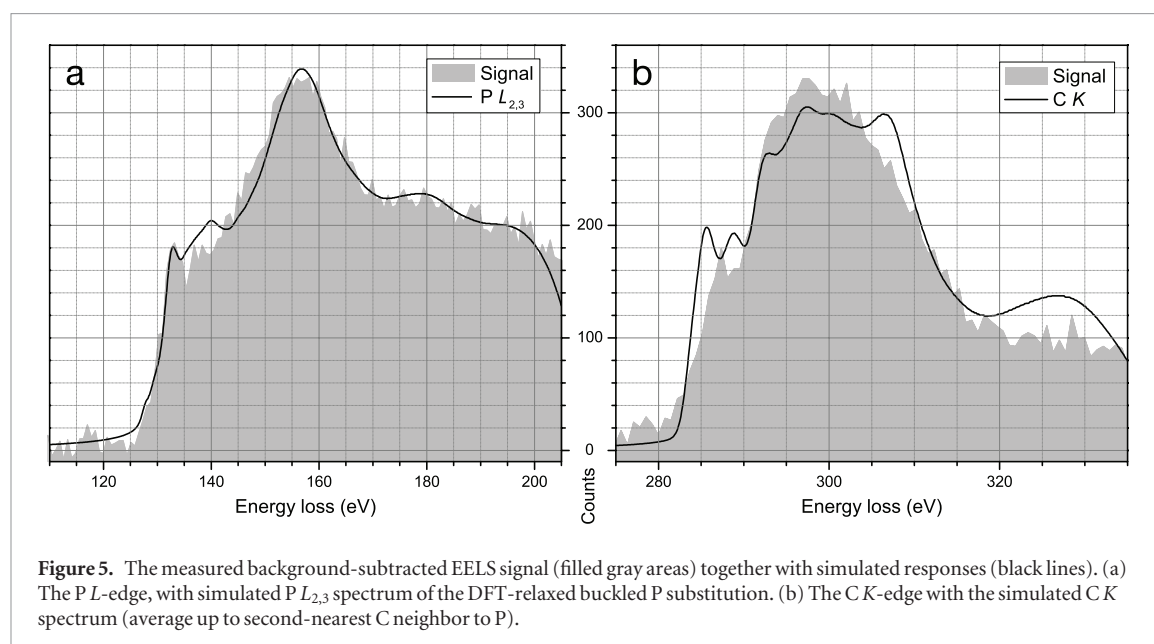 a
Signal
P L2,3
b
Signal
C K
300
200
100
0
120 140 160 180 200
280 300 320
Energy loss (eV)
Counts
Energy loss (eV)
Figure 5. The measured background-subtracted EELS signal (filled gray areas) together with simulated responses (black lines). (a)
The P L-edge, with simulated P L2,3 spectrum of the DFT-relaxed buckled P substitution. (b) The C K-edge with the simulated C K
spectrum (average up to second-nearest C neighbor to P).